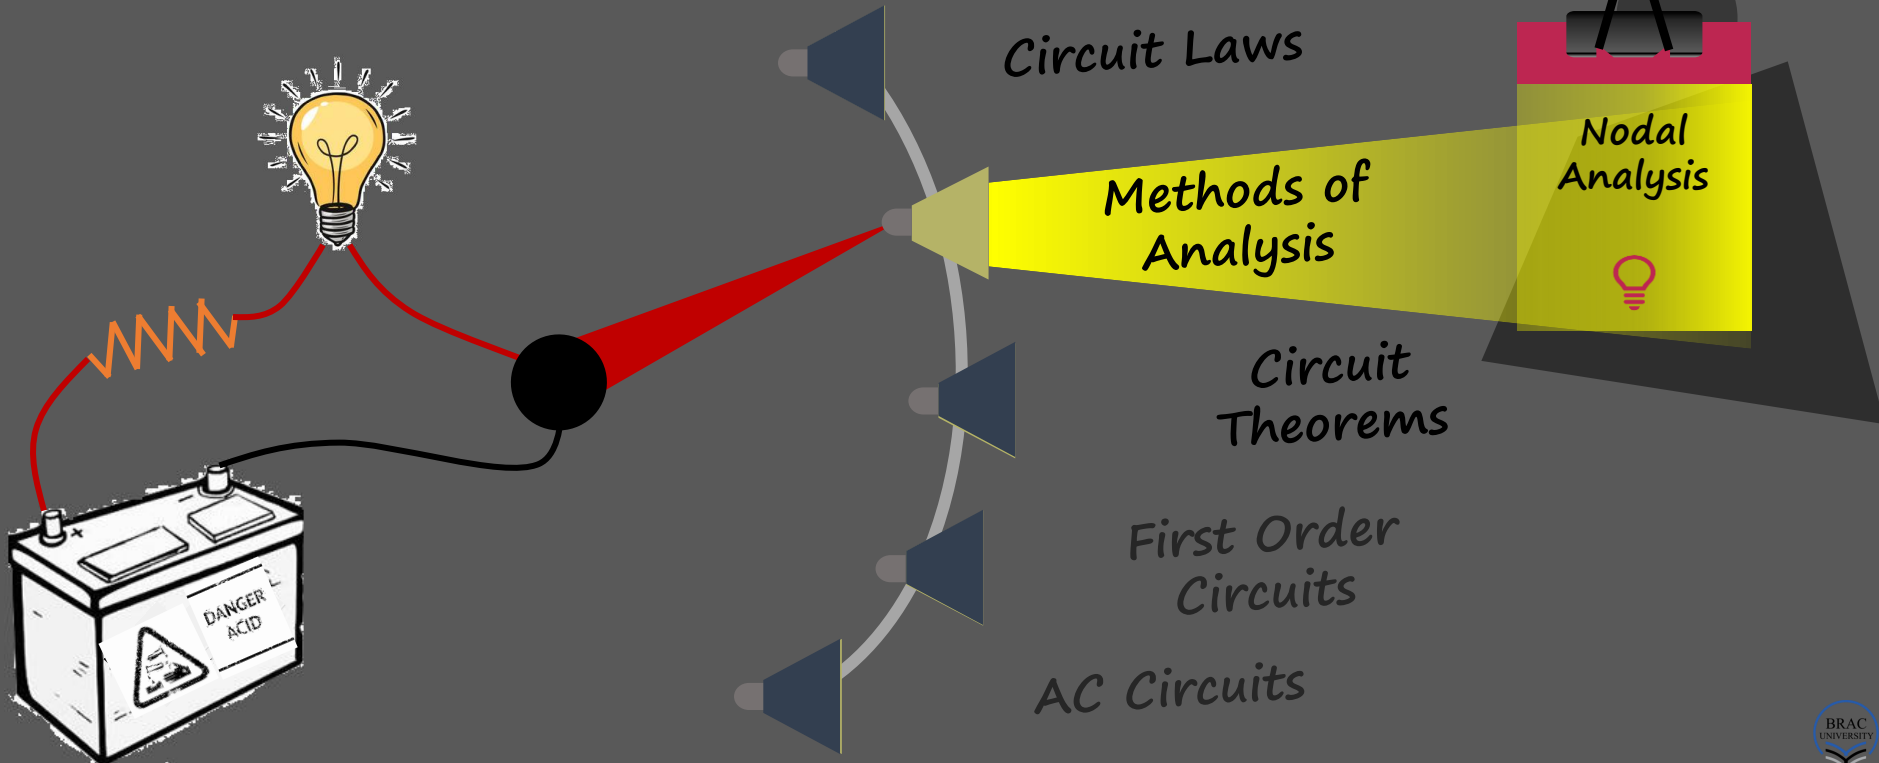 Circuit Laws
Methods of
Analysis
Nodal
Analysis
Circuit
Theorems
First Order
Circuits
AC Circuits
+
DANGER
ACID
BRAC
UNIVERSITY